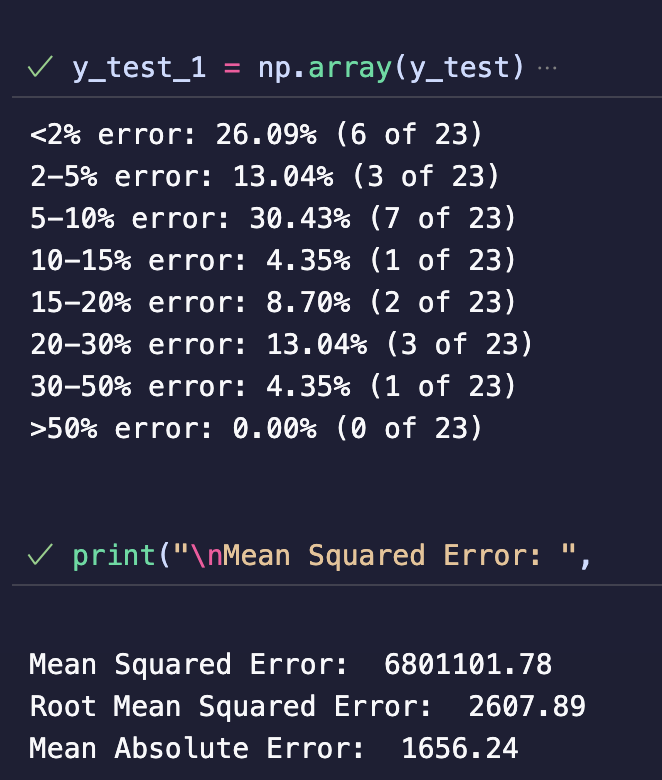 ✓ y_test_1 = np.array(y_test) ···
<2% error: 26.09% (6 of 23)
2-5% error: 13.04% (3 of 23)
5-10% error: 30.43% (7 of 23)
10-15% error: 4.35% (1 of 23)
15-20% error: 8.70% (2 of 23)
20-30% error: 13.04% (3 of 23)
30-50% error: 4.35% (1 of 23)
>50% error: 0.00% (0 of 23)
✓ print("\nMean Squared Error: ",
Mean Squared Error:  6801101.78
Root Mean Squared Error:  2607.89
Mean Absolute Error:  1656.24